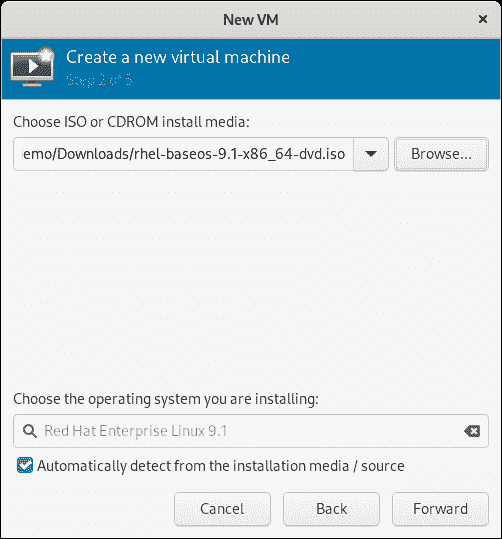 New VM
Create a new virtual machine
Step 2 of 5
Choose ISO or CDROM install media:
emo/Downloads/rhel-baseos-9.1-x86_64-dvd.iso
Browse...
Choose the operating system you are installing:
Red Hat Enterprise Linux 9.1
Automatically detect from the installation media / source
Cancel
Back
Forward